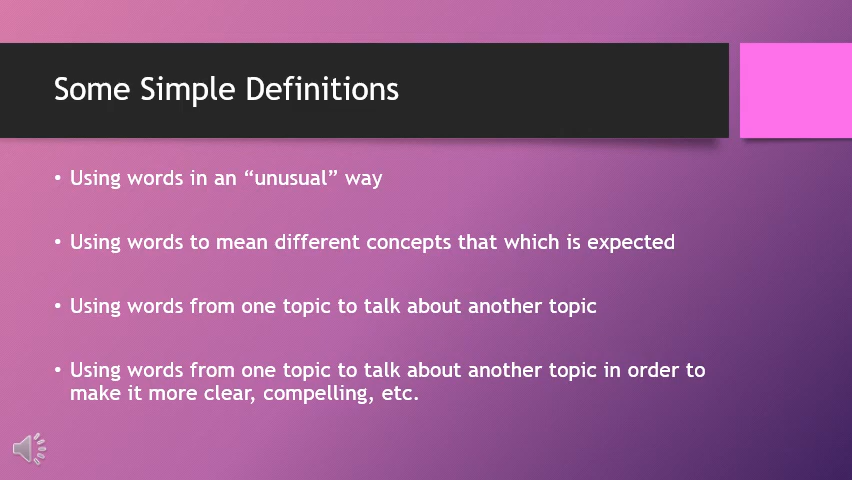 Some Simple Definitions
• Using words in an “unusual” way
• Using words to mean different concepts that which is expected
• Using words from one topic to talk about another topic
• Using words from one topic to talk about another topic in order to
make it more clear, compelling, etc.